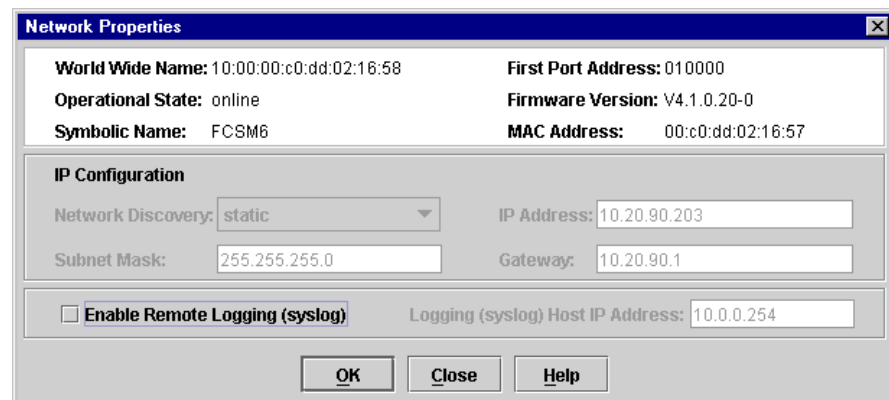 Network Properties
World Wide Name: 10:00:00:c0:dd:02:16:58 First Port Address: 010000
Operational State: online Firmware Version: V4.1.0.20-0
Symbolic Name: FCSM6 MAC Address: 00:c0:dd:02:16:57
IP Configuration
Network Discovery: static IP Address: 10.20.90.203
Subnet Mask: 255.255.255.0 Gateway: 10.20.90.1
Enable Remote Logging (syslog) Logging (syslog) Host IP Address: 10.0.0.254
OK Close Help